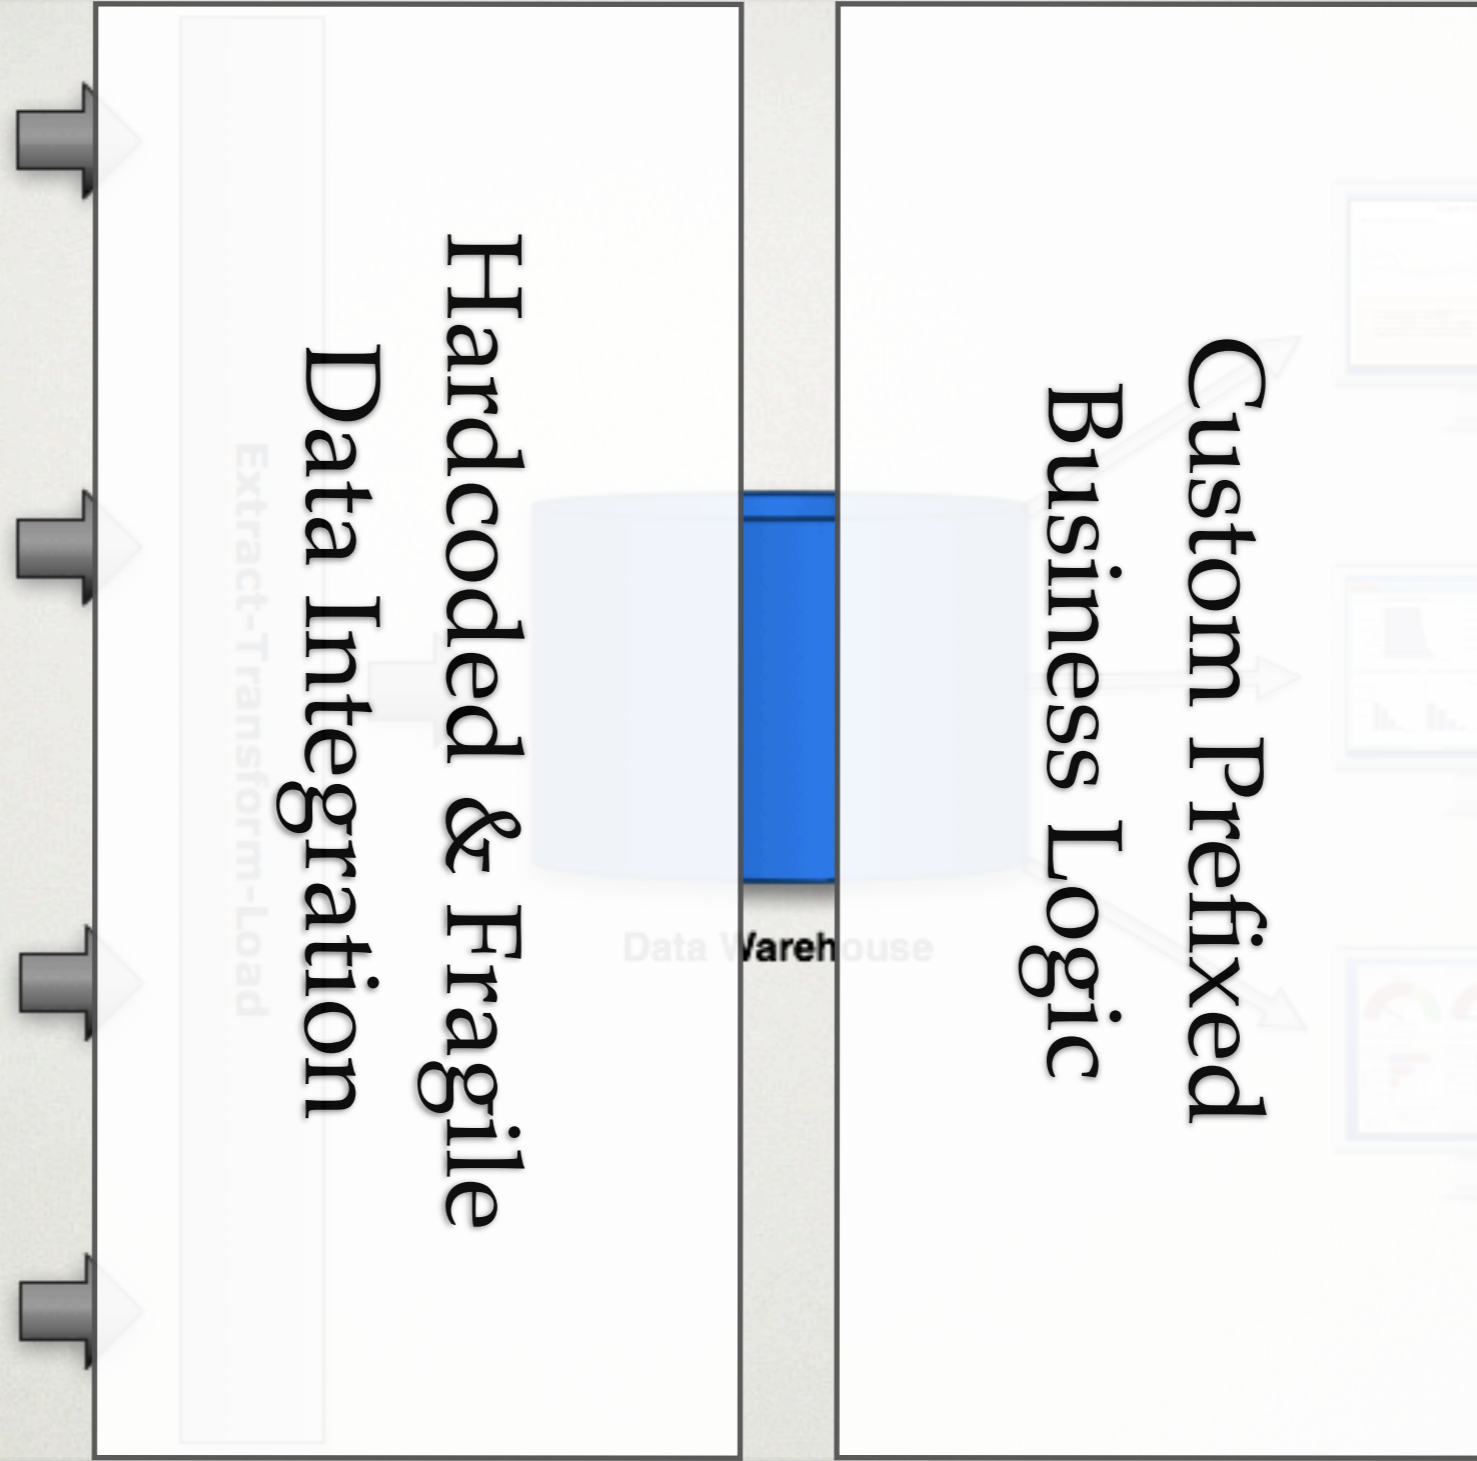 Hardcoded & Fragile
Data Integration
Custom Prefixed
Business Logic
Extract-Transform-Load
Data Warehouse